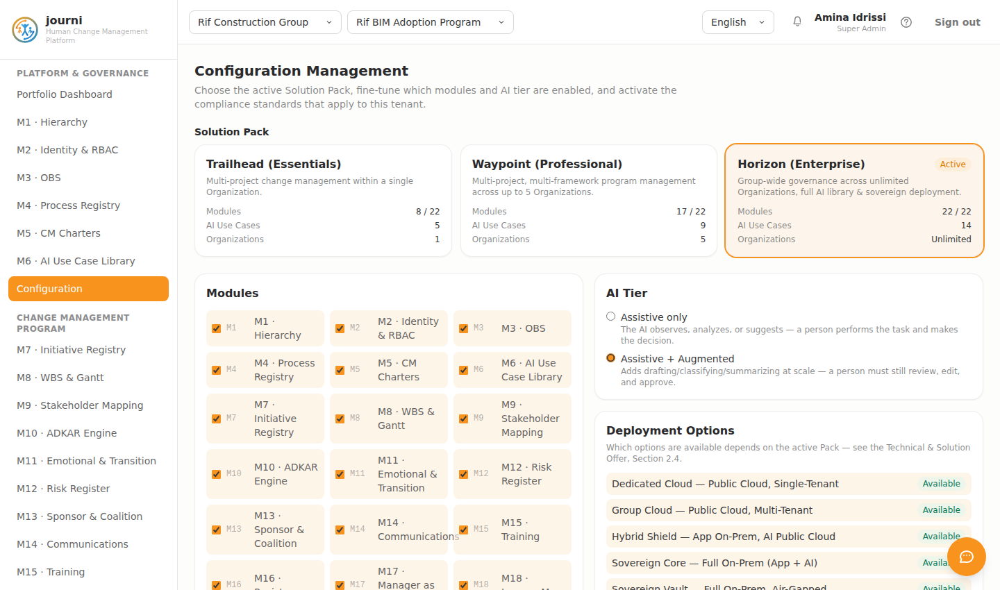 journi
Human Change Management
Platform
PLATFORM & GOVERNANCE
Portfolio Dashboard
M1 · Hierarchy
M2 · Identity & RBAC
M3 · OBS
M4 · Process Registry
M5 · CM Charters
M6 · AI Use Case Library
Configuration
CHANGE MANAGEMENT
PROGRAM
M7 · Initiative Registry
M8 · WBS & Gantt
M9 · Stakeholder Mapping
M10 · ADKAR Engine
M11 · Emotional & Transition
M12 · Risk Register
M13 · Sponsor & Coalition
M14 · Communications
M15 · Training
Rif Construction Group
Rif BIM Adoption Program
English
Amina Idrissi
Super Admin
Sign out
Configuration Management
Choose the active Solution Pack, fine-tune which modules and AI tier are enabled, and activate the
compliance standards that apply to this tenant.
Solution Pack
Trailhead (Essentials)
Multi-project change management within a single
Organization.
Modules 8 / 22
AI Use Cases 5
Organizations 1
Waypoint (Professional)
Multi-project, multi-framework program management
across up to 5 Organizations.
Modules 17 / 22
AI Use Cases 9
Organizations 5
Horizon (Enterprise) Active
Group-wide governance across unlimited
Organizations, full AI library & sovereign deployment.
Modules 22 / 22
AI Use Cases 14
Organizations Unlimited
Modules
M1 M1 ·
Hierarchy
M2 M2 · Identity
& RBAC
M3 M3 · OBS
M4 M4 · Process
Registry
M5 M5 · CM
Charters
M6 M6 · AI Use
Case Library
M7 M7 ·
Initiative
Registry
M8 M8 · WBS &
Gantt
M9 M9 ·
Stakeholder
Mapping
M10 M10 · ADKAR
Engine
M11 M11 ·
Emotional &
Transition
M12 M12 · Risk
Register
M13 M13 ·
Sponsor &
Coalition
M14 M14 ·
Communications
M15 M15 ·
Training
M16 M16 ·
M17 M17 ·
Manager as
M18 M18 ·
AI Tier
Assistive only
The AI observes, analyzes, or suggests — a person performs the task and makes
the decision.
Assistive + Augmented
Adds drafting/classifying/summarizing at scale — a person must still review, edit,
and approve.
Deployment Options
Which options are available depends on the active Pack — see the Technical & Solution
Offer, Section 2.4.
Dedicated Cloud — Public Cloud, Single-Tenant Available
Group Cloud — Public Cloud, Multi-Tenant Available
Hybrid Shield — App On-Prem, AI Public Cloud Available
Sovereign Core — Full On-Prem (App + AI)
Sovereign Vault — Full On-Prem, Air-Gapped Available